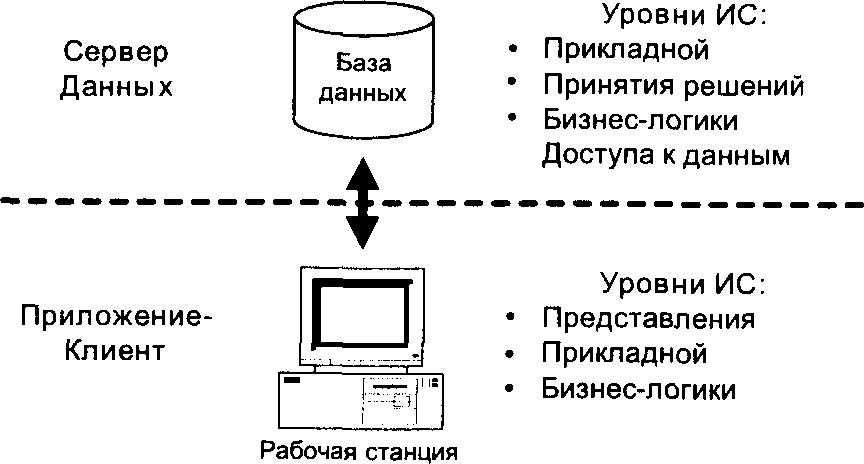 Сервер
Данных
База
данных
Уровни ИС:
• Прикладной
• Принятия решений
• Бизнес-логики
Доступа к данным
Приложение-
Клиент
Рабочая станция
Уровни ИС:
• Представления
• Прикладной
• Бизнес-логики